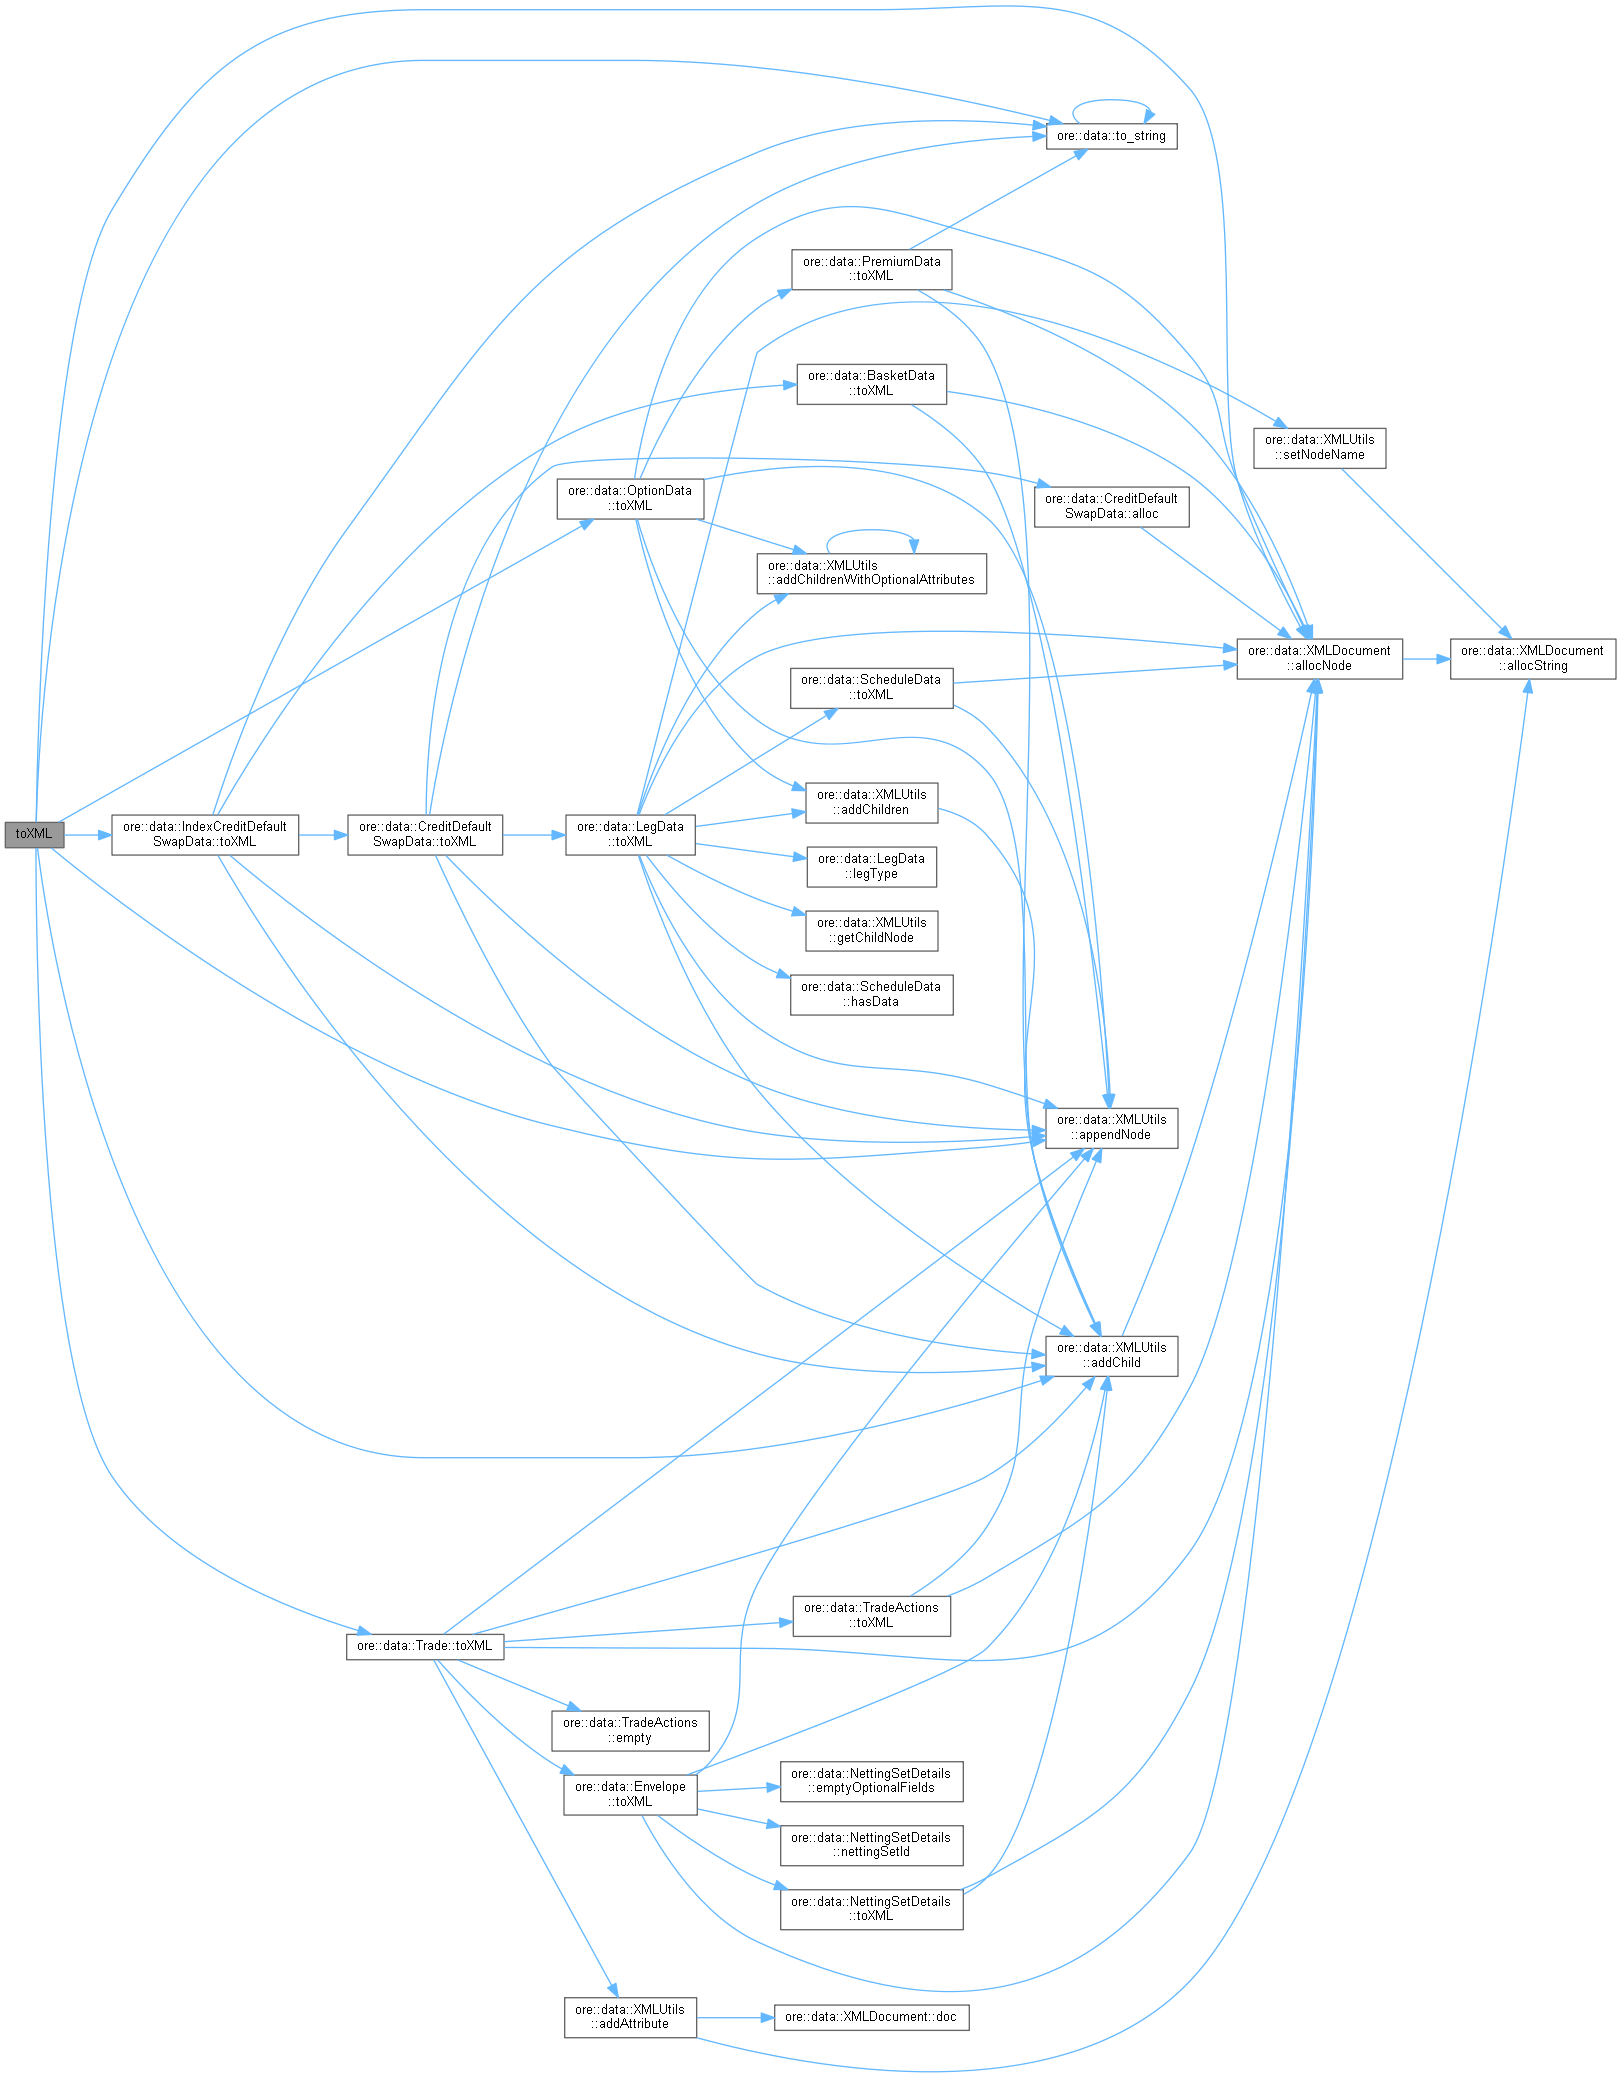 ore::data::to_string
ore::data::PremiumData
::toXML
ore::data::BasketData
::toXML
ore::data::XMLUtils
::setNodeName
ore::data::OptionData
::toXML
ore::data::CreditDefault
SwapData::alloc
ore::data::XMLUtils
::addChildrenWithOptionalAttributes
ore::data::XMLDocument
::allocNode
ore::data::XMLDocument
::allocString
ore::data::ScheduleData
::toXML
ore::data::XMLUtils
::addChildren
toXML
ore::data::IndexCreditDefault
SwapData::toXML
ore::data::CreditDefault
SwapData::toXML
ore::data::LegData
::toXML
ore::data::LegData
::legType
ore::data::XMLUtils
::getChildNode
ore::data::ScheduleData
::hasData
ore::data::XMLUtils
::appendNode
ore::data::XMLUtils
::addChild
ore::data::TradeActions
::toXML
ore::data::Trade::toXML
ore::data::TradeActions
::empty
ore::data::Envelope
::toXML
ore::data::NettingSetDetails
::emptyOptionalFields
ore::data::NettingSetDetails
::nettingSetId
ore::data::NettingSetDetails
::toXML
ore::data::XMLUtils
::addAttribute
ore::data::XMLDocument::doc